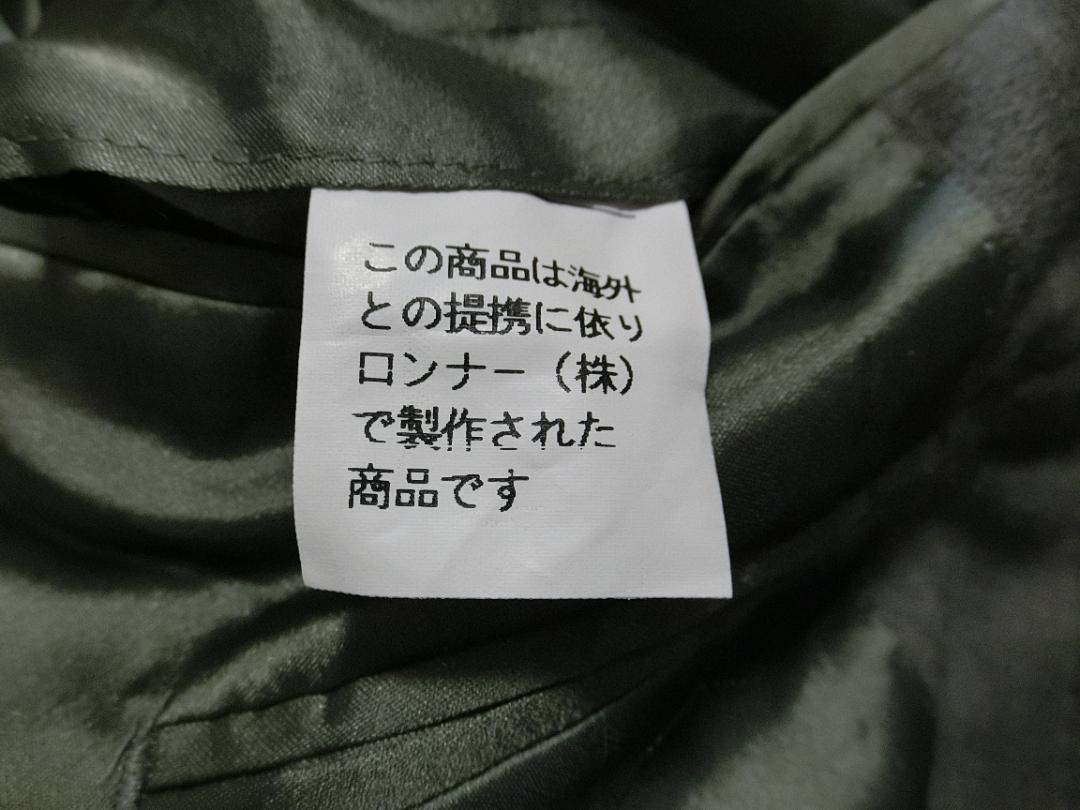 この商品は海外
との提携に依り
ロンナー（株）
で製作された
商品です